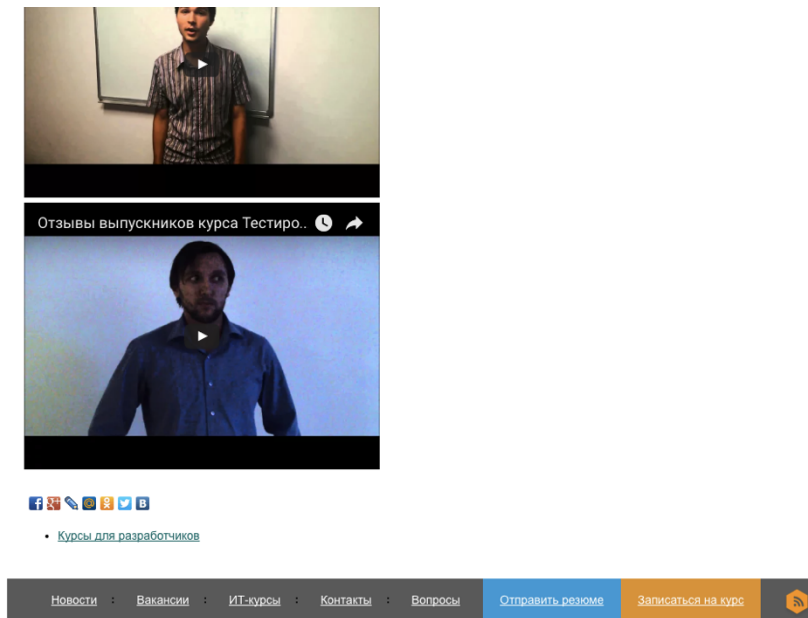 Отзывы выпускников курса Тестиро..
Курсы для разработчиков
Новости : Вакансии : ИТ-курсы : Контакты : Вопросы Отправить резюме Записаться на курс